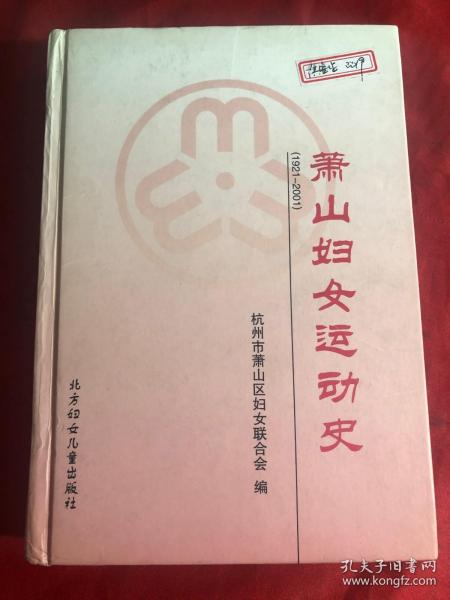 萧山妇女运动史
(1921-2001)
杭州市萧山区妇女联合会 编
北方妇女儿童出版社
孔夫子旧书网
www.kongfz.com